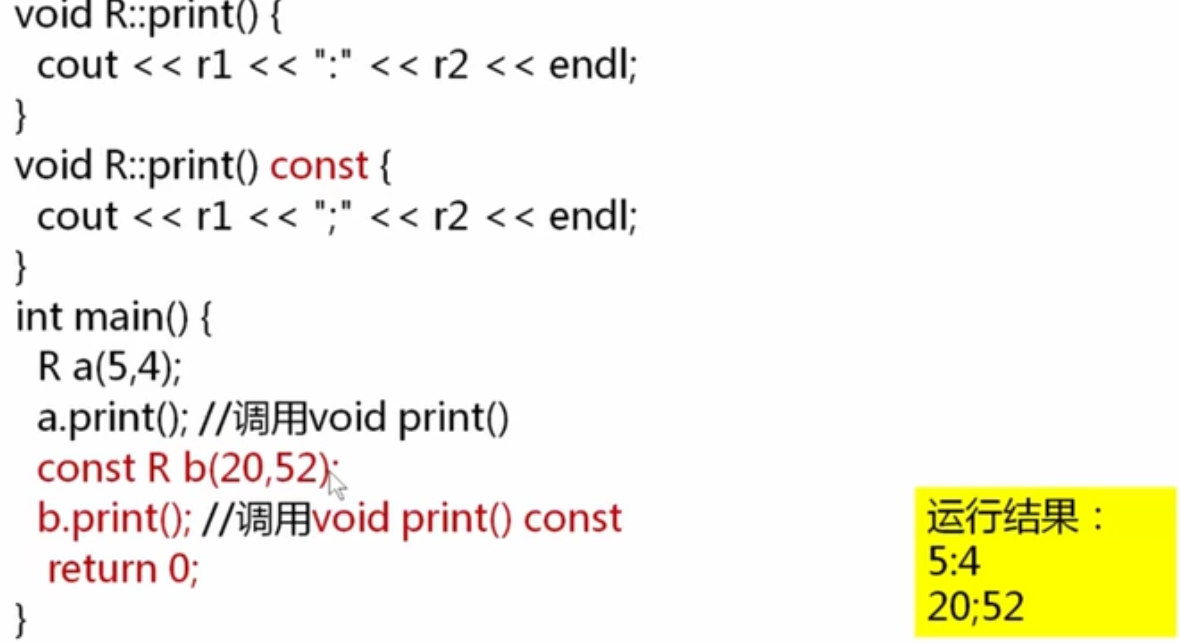 void R::print() {
cout << r1 << ":" << r2 << endl;
}
void R::print() const {
cout << r1 << ";" << r2 << endl;
}
int main() {
R a(5,4);
a.print(); //调用void print()
const R b(20,52);
b.print(); //调用void print() const
return 0;
}
运行结果：
5:4
20;52